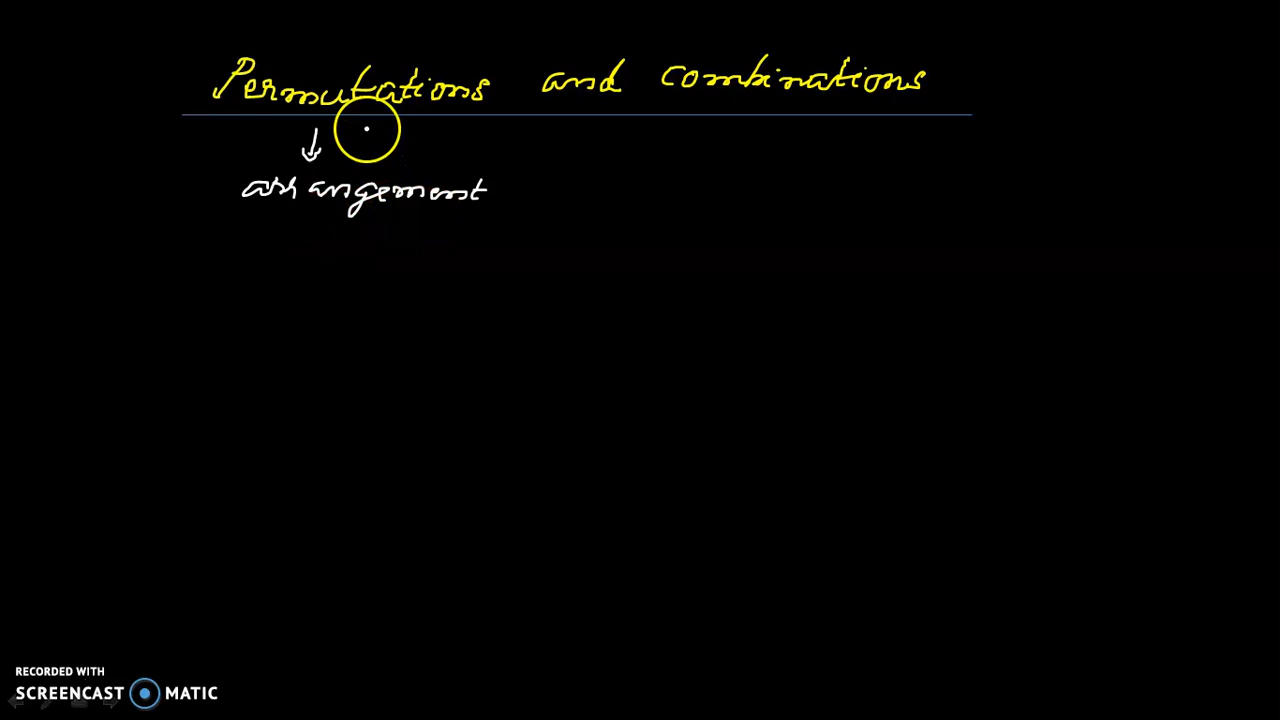 Permutations and combinations
arrangement
RECORDED WITH
SCREENCAST MATIC